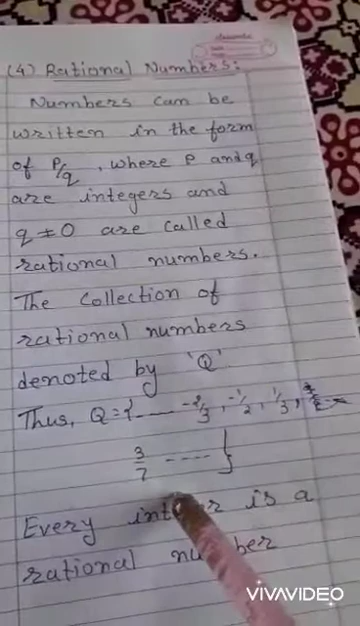 (4) Rational Numbers:
Numbers can be
written in the form
of P/q , where P and q
are integers and
q ≠ 0 are called
rational numbers.
The Collection of
rational numbers
denoted by 'Q'
Thus, Q = { - - - -2/3 , -1/2 , 1/3 ,
3/7 - - - - }
Every is a
rational
VIVAVIDEO